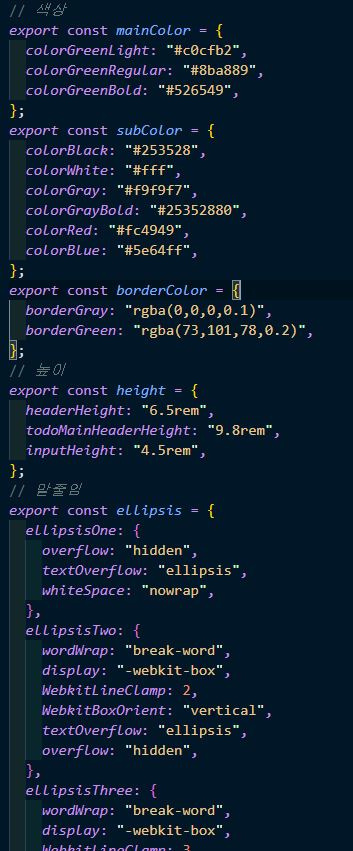 // 색상
export const mainColor = {
colorGreenLight: "#c0cfb2",
colorGreenRegular: "#8ba889",
colorGreenBold: "#526549",
};
export const subColor = {
colorBlack: "#253528",
colorWhite: "#fff",
colorGray: "#f9f9f7",
colorGrayBold: "#25352880",
colorRed: "#fc4949",
colorBlue: "#5e64ff",
};
export const borderColor = {
borderGray: "rgba(0,0,0,0.1)",
borderGreen: "rgba(73,101,78,0.2)",
};
// 높이
export const height = {
headerHeight: "6.5rem",
todoMainHeaderHeight: "9.8rem",
inputHeight: "4.5rem",
};
// 말줄임
export const ellipsis = {
ellipsisOne: {
overflow: "hidden",
textOverflow: "ellipsis",
whiteSpace: "nowrap",
},
ellipsisTwo: {
wordWrap: "break-word",
display: "-webkit-box",
WebkitLineClamp: 2,
WebkitBoxOrient: "vertical",
textOverflow: "ellipsis",
overflow: "hidden",
},
ellipsisThree: {
wordWrap: "break-word",
display: "-webkit-box",
WebkitLineClamp: 3